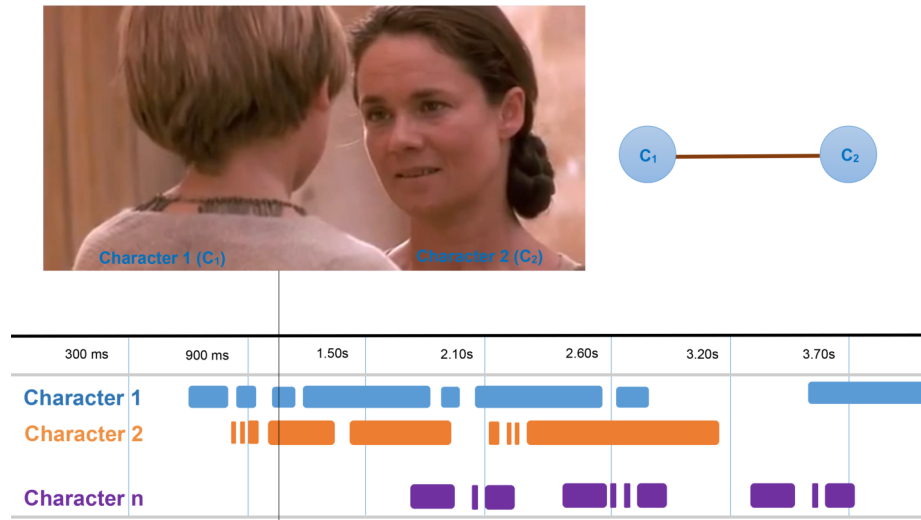 C₁
C₂
Character 1 (C₁)
Character 2 (C₂)
300 ms
900 ms
1.50s
2.10s
2.60s
3.20s
3.70s
Character 1
Character 2
Character n